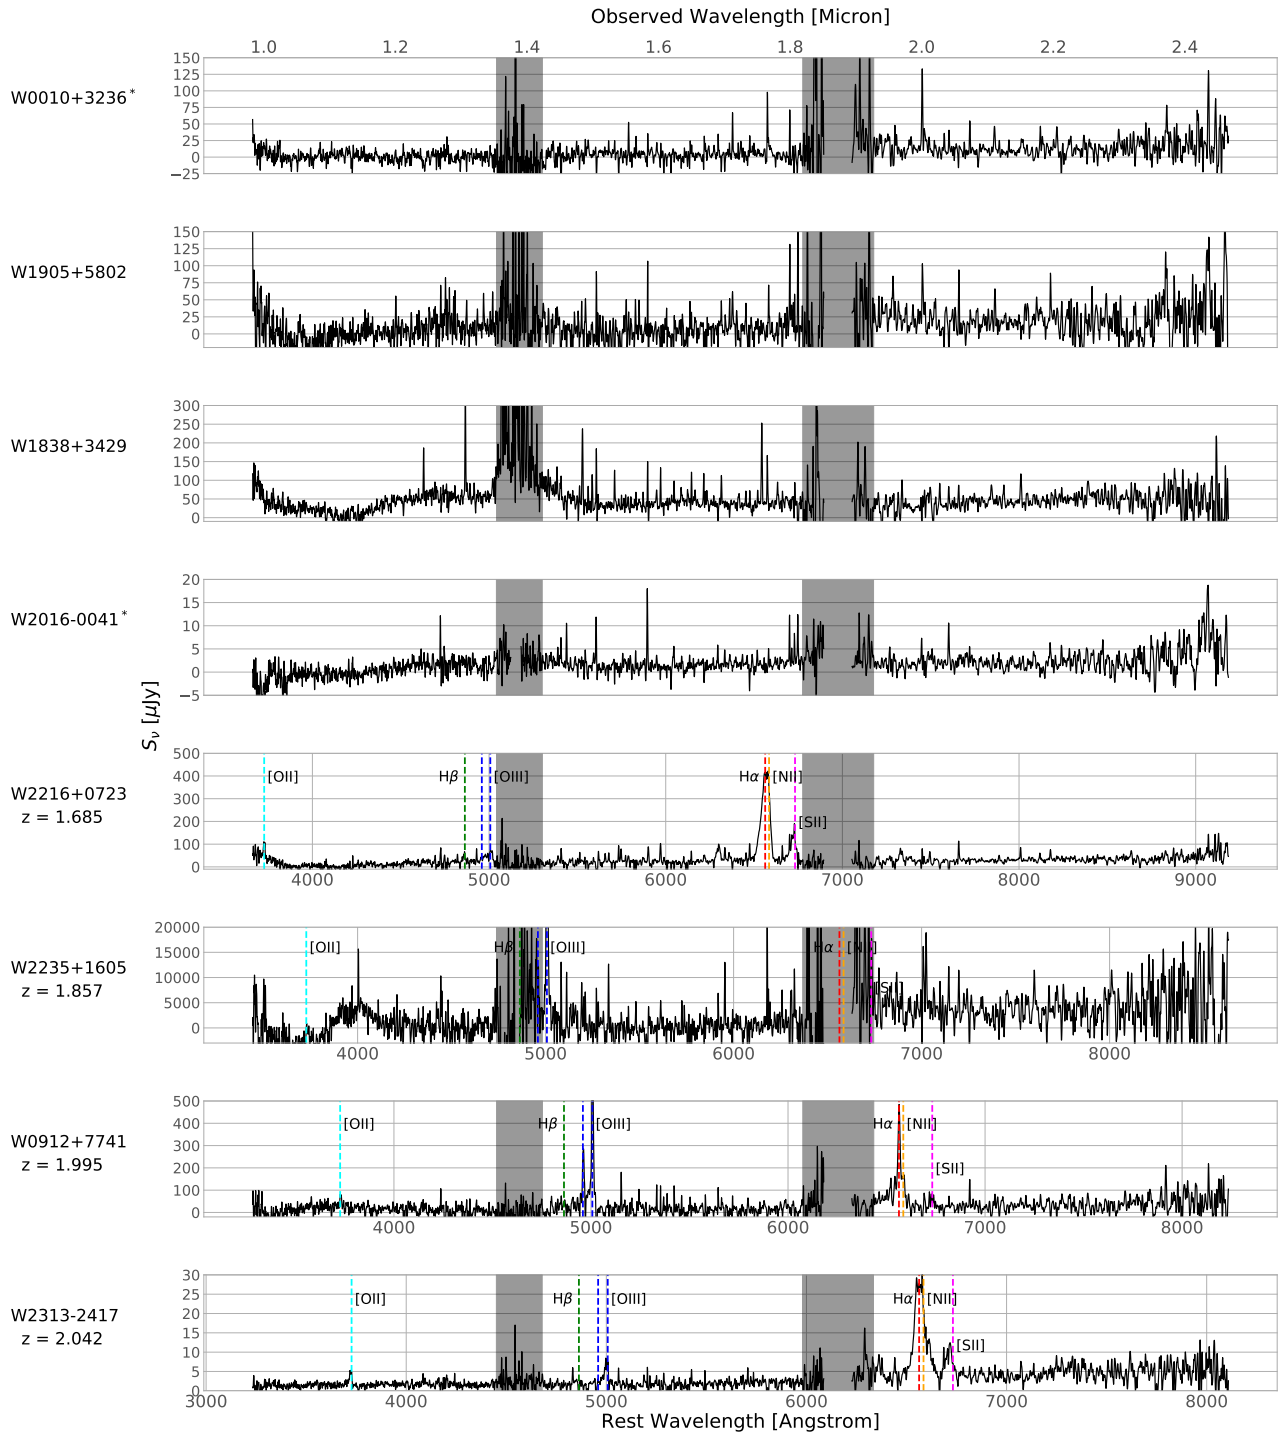 Observed Wavelength [Micron]
1.0 1.2 1.4 1.6 1.8 2.0 2.2 2.4
W0010+3236*
150
125
100
75
50
25
0
−25
W1905+5802
150
125
100
75
50
25
0
W1838+3429
300
250
200
150
100
50
0
W2016-0041*
20
15
10
5
0
−5
Sν [μJy]
W2216+0723
z = 1.685
500
400
300
200
100
0
[OII] Hβ [OIII] Hα [NII]
[SII]
4000 5000 6000 7000 8000 9000
W2235+1605
z = 1.857
20000
15000
10000
5000
0
[OII] Hβ [OIII] Hα [NII]
[SII]
4000 5000 6000 7000 8000
W0912+7741
z = 1.995
500
400
300
200
100
0
[OII] Hβ [OIII] Hα [NII]
[SII]
3000 4000 5000 6000 7000 8000
W2313-2417
z = 2.042
30
25
20
15
10
5
0
[OII] Hβ [OIII] Hα [NII]
[SII]
3000 4000 5000 6000 7000 8000
Rest Wavelength [Angstrom]